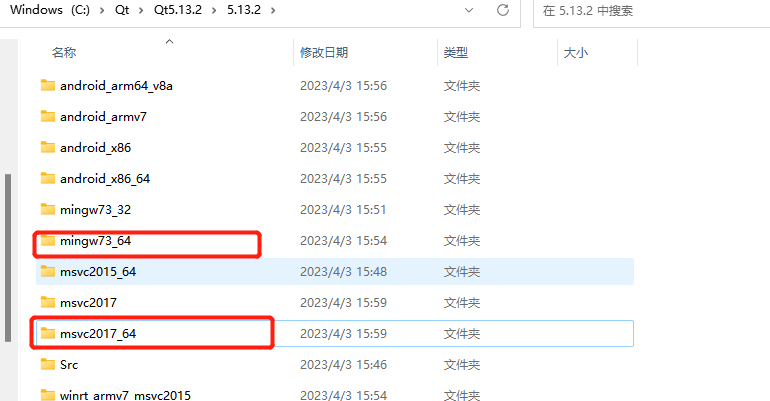 Windows (C:) > Qt > Qt5.13.2 > 5.13.2 >
在 5.13.2 中搜索
名称 修改日期 类型 大小
android_arm64_v8a 2023/4/3 15:56 文件夹
android_armv7 2023/4/3 15:56 文件夹
android_x86 2023/4/3 15:55 文件夹
android_x86_64 2023/4/3 15:55 文件夹
mingw73_32 2023/4/3 15:51 文件夹
mingw73_64 2023/4/3 15:54 文件夹
msvc2015_64 2023/4/3 15:48 文件夹
msvc2017 2023/4/3 15:59 文件夹
msvc2017_64 2023/4/3 15:59 文件夹
Src 2023/4/3 15:46 文件夹
winrt_armv7_msvc2015 2023/4/3 15:54 文件夹